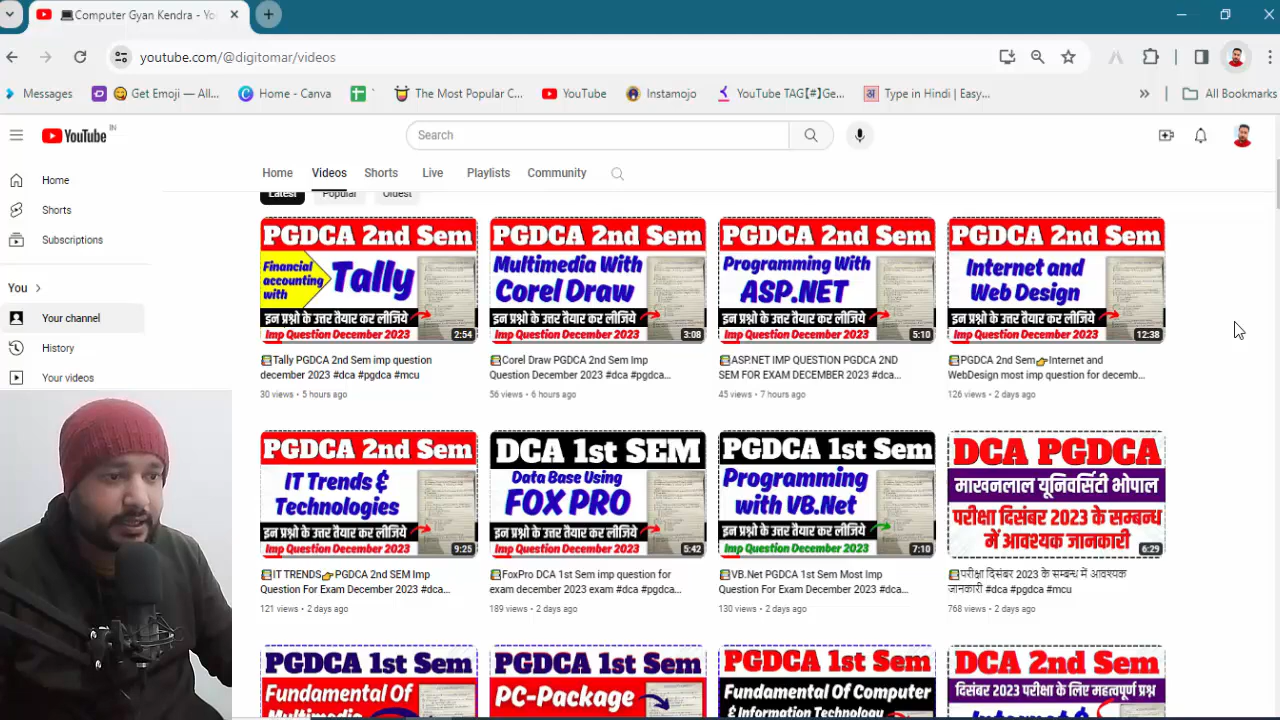 💻Computer Gyan Kendra - Yo
youtube.com/@digitomar/videos
Messages
😋 Get Emoji — All...
Home - Canva
The Most Popular C...
YouTube
Instamojo
YouTube TAG【#】Ge...
Type in Hindi | Easy...
All Bookmarks
YouTube IN
Search
Home Videos Shorts Live Playlists Community
Latest Popular Oldest
Home
Shorts
Subscriptions
You
Your channel
History
Your videos
PGDCA 2nd Sem
Financial accounting with
Tally
इन प्रश्नो के उत्तर तैयार कर लीजिये
Imp Question December 2023
2:54
📗Tally PGDCA 2nd Sem imp question
december 2023 #dca #pgdca #mcu
30 views • 5 hours ago
PGDCA 2nd Sem
Multimedia With
Corel Draw
इन प्रश्नो के उत्तर तैयार कर लीजिये
Imp Question December 2023
3:08
📗Corel Draw PGDCA 2nd Sem Imp
Question December 2023 #dca #pgdca...
56 views • 6 hours ago
PGDCA 2nd Sem
Programming With
ASP.NET
इन प्रश्नो के उत्तर तैयार कर लीजिये
Imp Question December 2023
5:10
📗ASP.NET IMP QUESTION PGDCA 2ND
SEM FOR EXAM DECEMBER 2023 #dca...
45 views • 7 hours ago
PGDCA 2nd Sem
Internet and
Web Design
इन प्रश्नो के उत्तर तैयार कर लीजिये
Imp Question December 2023
12:38
📗PGDCA 2nd Sem👉Internet and
WebDesign most imp question for decemb...
126 views • 2 days ago
PGDCA 2nd Sem
IT Trends &
Technologies
इन प्रश्नो के उत्तर तैयार कर लीजिये
Imp Question December 2023
9:25
📗IT TRENDS👉PGDCA 2nd SEM Imp
Question For Exam December 2023 #dca...
121 views • 2 days ago
DCA 1st SEM
Data Base Using
FOX PRO
इन प्रश्नो के उत्तर तैयार कर लीजिये
Imp Question December 2023
5:42
📗FoxPro DCA 1st Sem imp question for
exam december 2023 exam #dca #pgdca...
189 views • 2 days ago
PGDCA 1st Sem
Programming
with VB.Net
इन प्रश्नो के उत्तर तैयार कर लीजिये
Imp Question December 2023
7:10
📗VB.Net PGDCA 1st Sem Most Imp
Question For Exam December 2023 #dca...
130 views • 2 days ago
DCA PGDCA
माखनलाल यूनिवर्सिटी भोपाल
परीक्षा दिसंबर 2023 के सम्बन्ध
में आवश्यक जानकारी
6:29
📗परीक्षा दिसंबर 2023 के सम्बन्ध में आवश्यक
जानकारी #dca #pgdca #mcu
768 views • 2 days ago
PGDCA 1st Sem
Fundamental Of
Multimedia
PGDCA 1st Sem
PC-Package
PGDCA 1st Sem
Fundamental Of Computer
& Information Technology
DCA 2nd Sem
दिसंबर 2023 परीक्षा के लिए महत्वपूर्ण प्रश्न
Internet &